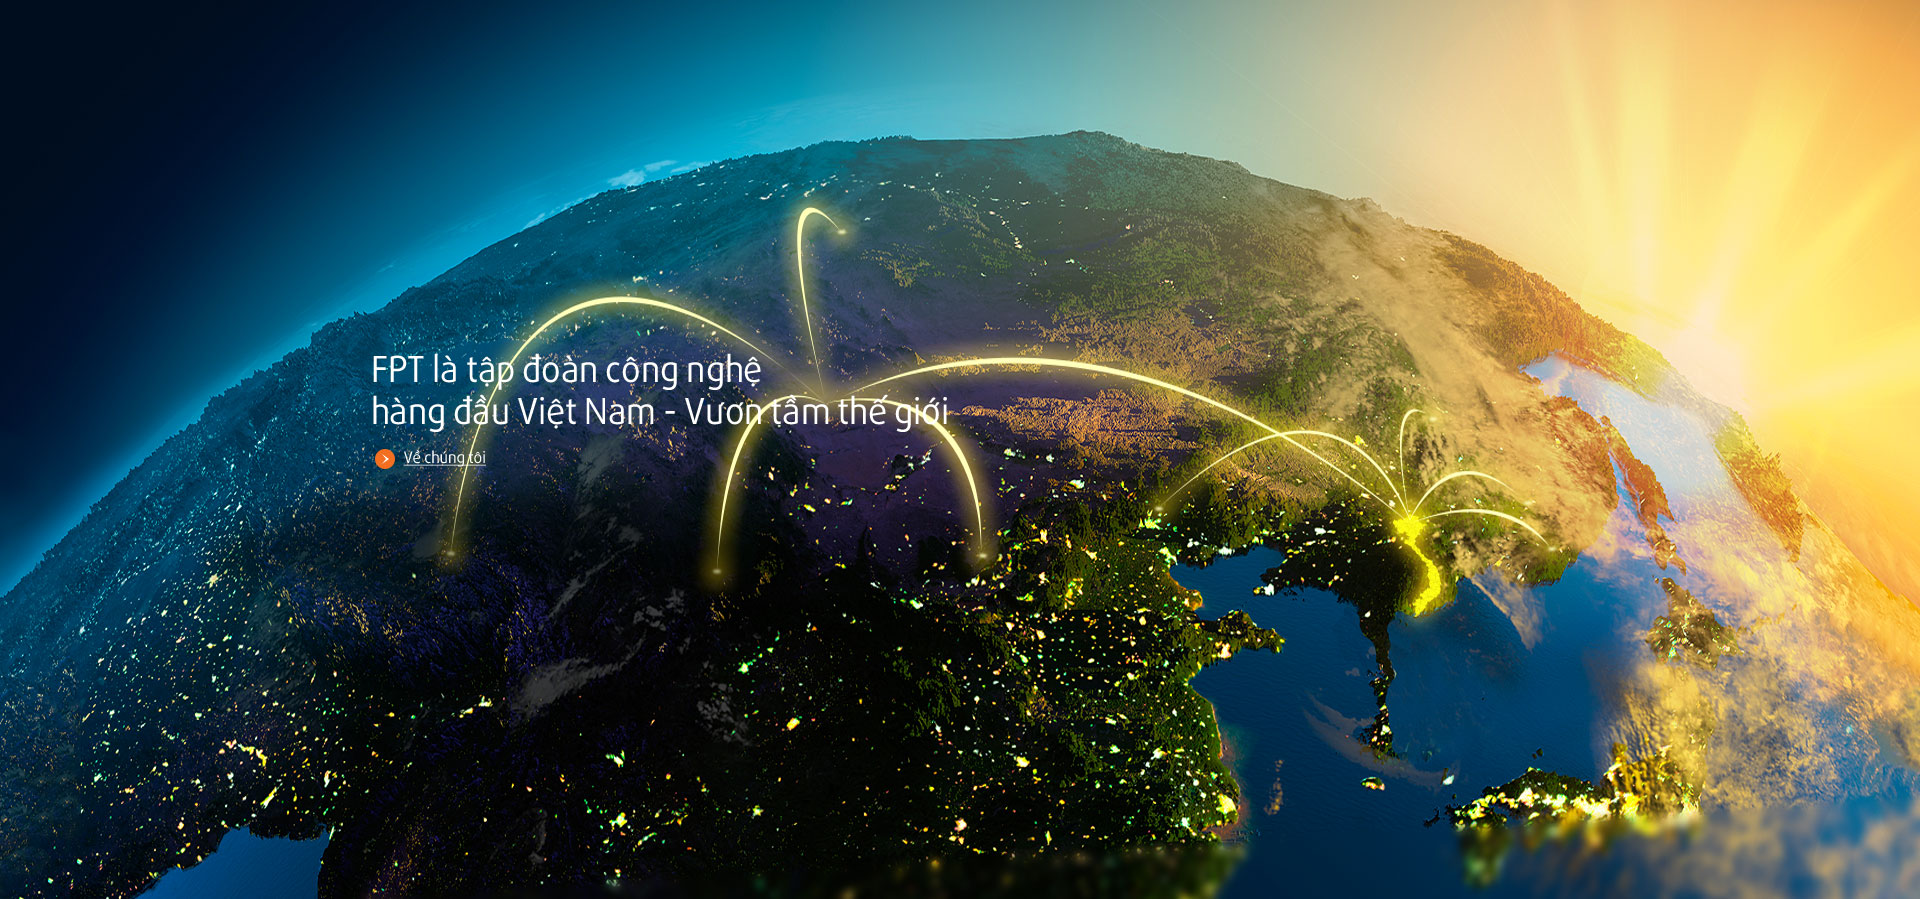 FPT là tập đoàn công nghệ
hàng đầu Việt Nam - Vươn tầm thế giới
Về chúng tôi